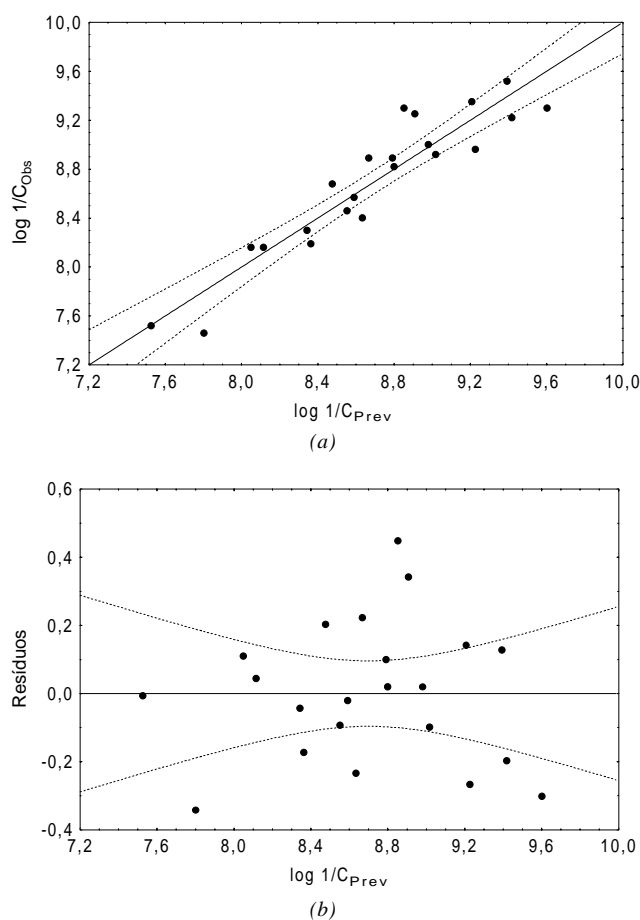 10,0
9,6
9,2
8,8
8,4
8,0
7,6
7,2
log 1/C_Obs
7,2 7,6 8,0 8,4 8,8 9,2 9,6 10,0
log 1/C_Prev
(a)
0,6
0,4
0,2
0,0
-0,2
-0,4
Resíduos
7,2 7,6 8,0 8,4 8,8 9,2 9,6 10,0
log 1/C_Prev
(b)